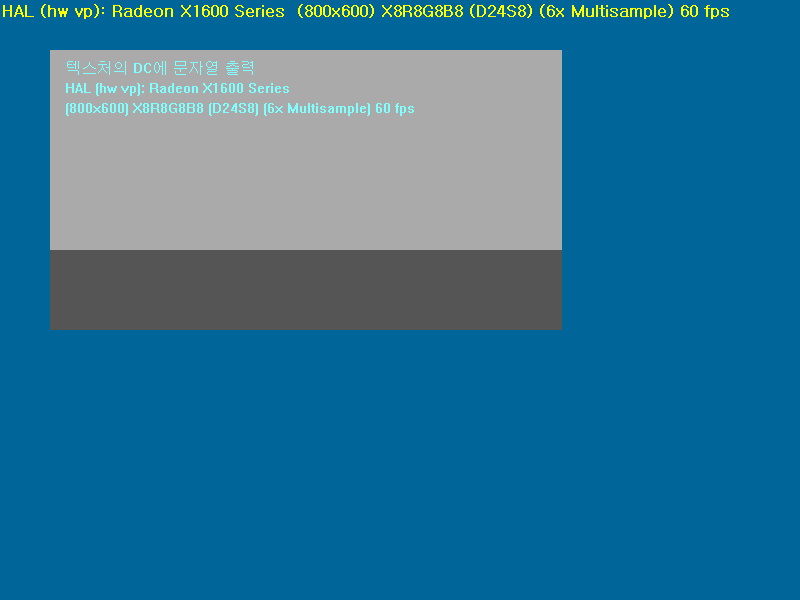 HAL (hw vp): Radeon X1600 Series  (800x600) X8R8G8B8 (D24S8) (6x Multisample) 60 fps
텍스처의 DC에 문자열 출력
HAL (hw vp): Radeon X1600 Series
(800x600) X8R8G8B8 (D24S8) (6x Multisample) 60 fps